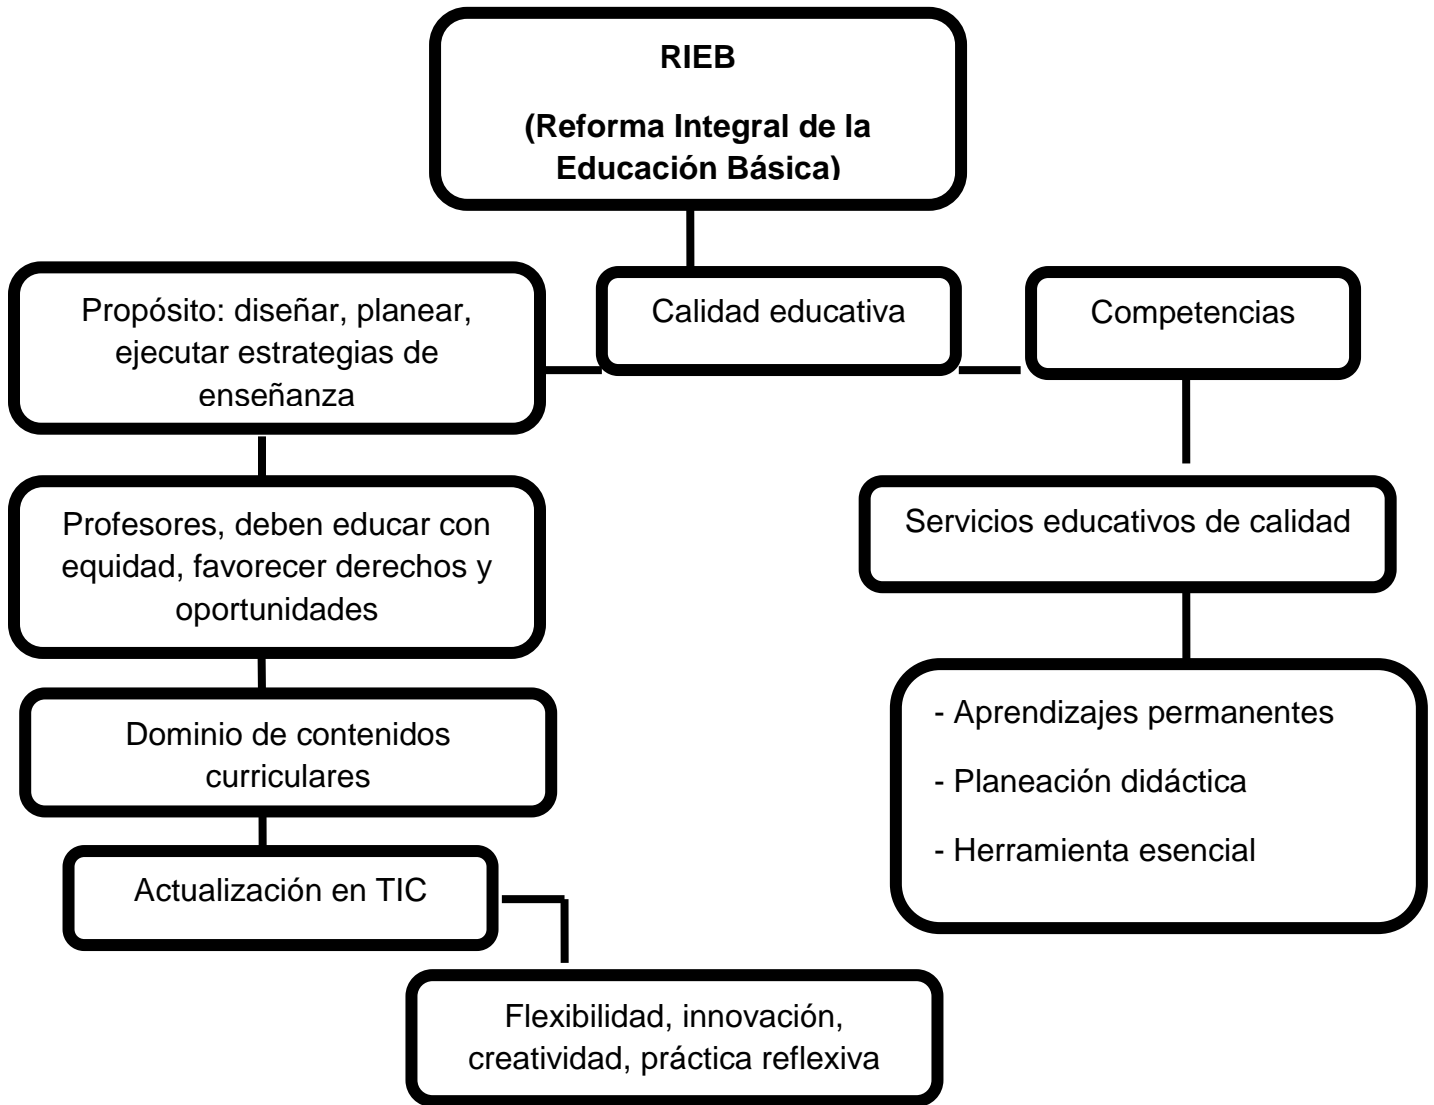 RIEB
(Reforma Integral de la
Educación Básica)
Propósito: diseñar, planear,
ejecutar estrategias de
enseñanza
Calidad educativa
Competencias
Profesores, deben educar con
equidad, favorecer derechos y
oportunidades
Servicios educativos de calidad
Dominio de contenidos
curriculares
- Aprendizajes permanentes
- Planeación didáctica
- Herramienta esencial
Actualización en TIC
Flexibilidad, innovación,
creatividad, práctica reflexiva